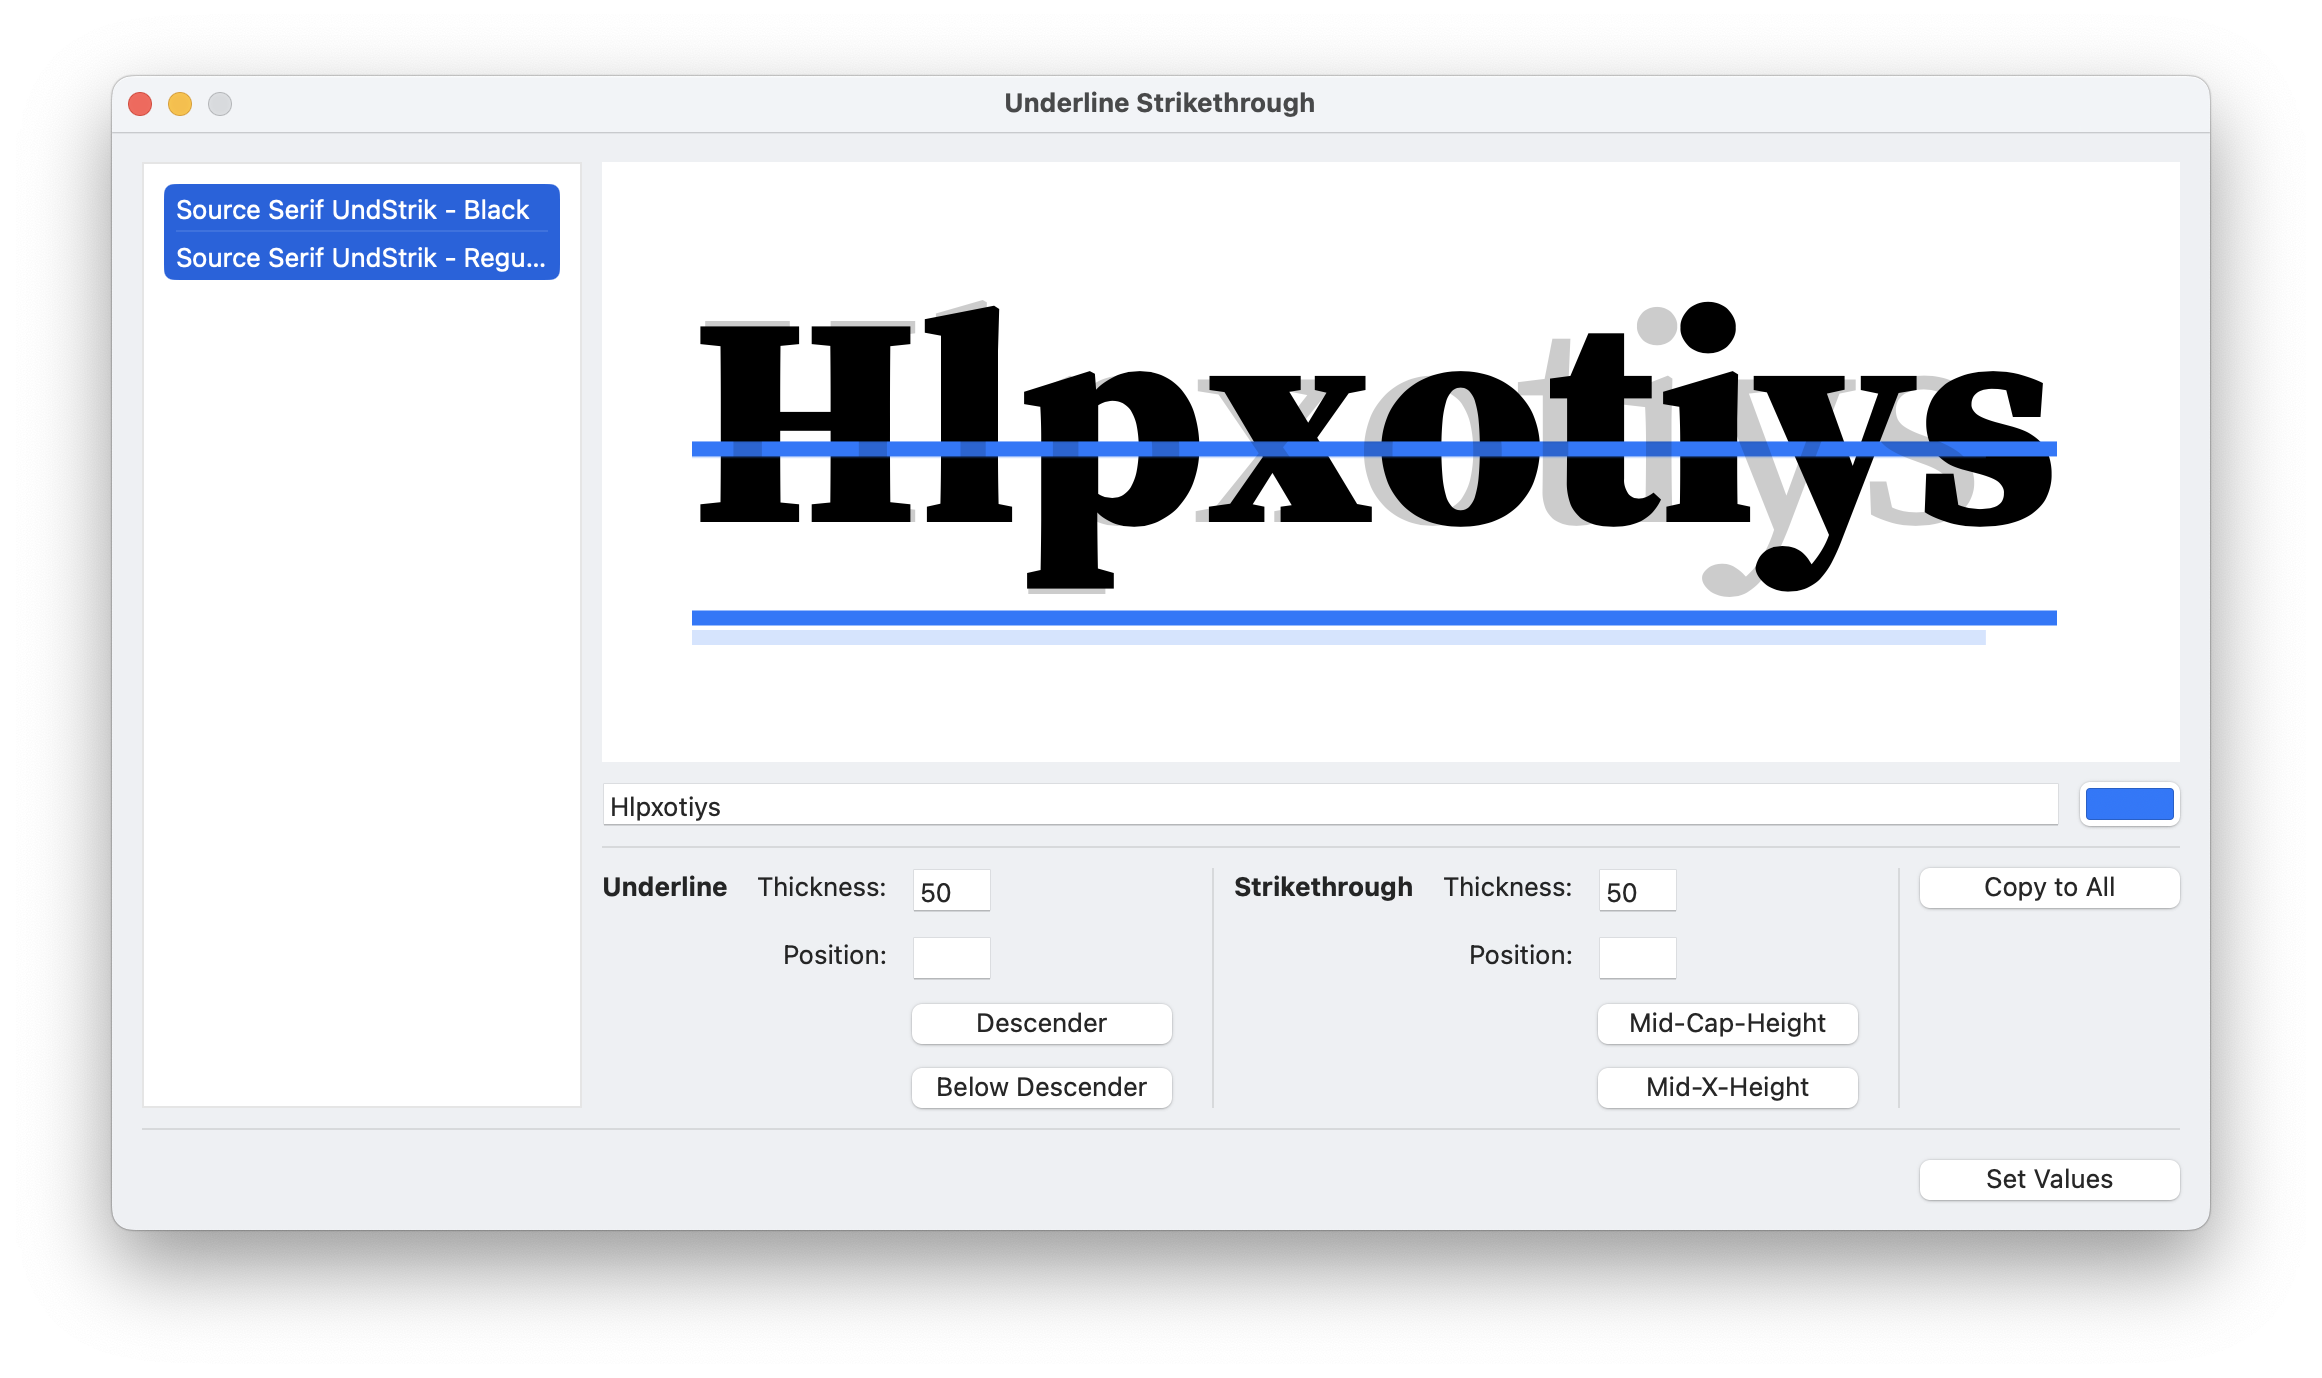 Underline Strikethrough
Source Serif UndStrik - Black
Source Serif UndStrik - Regu...
Hlpxotiys
Hlpxotiys
Underline Thickness: 50
Position:
Descender
Below Descender
Strikethrough Thickness: 50
Position:
Mid-Cap-Height
Mid-X-Height
Copy to All
Set Values